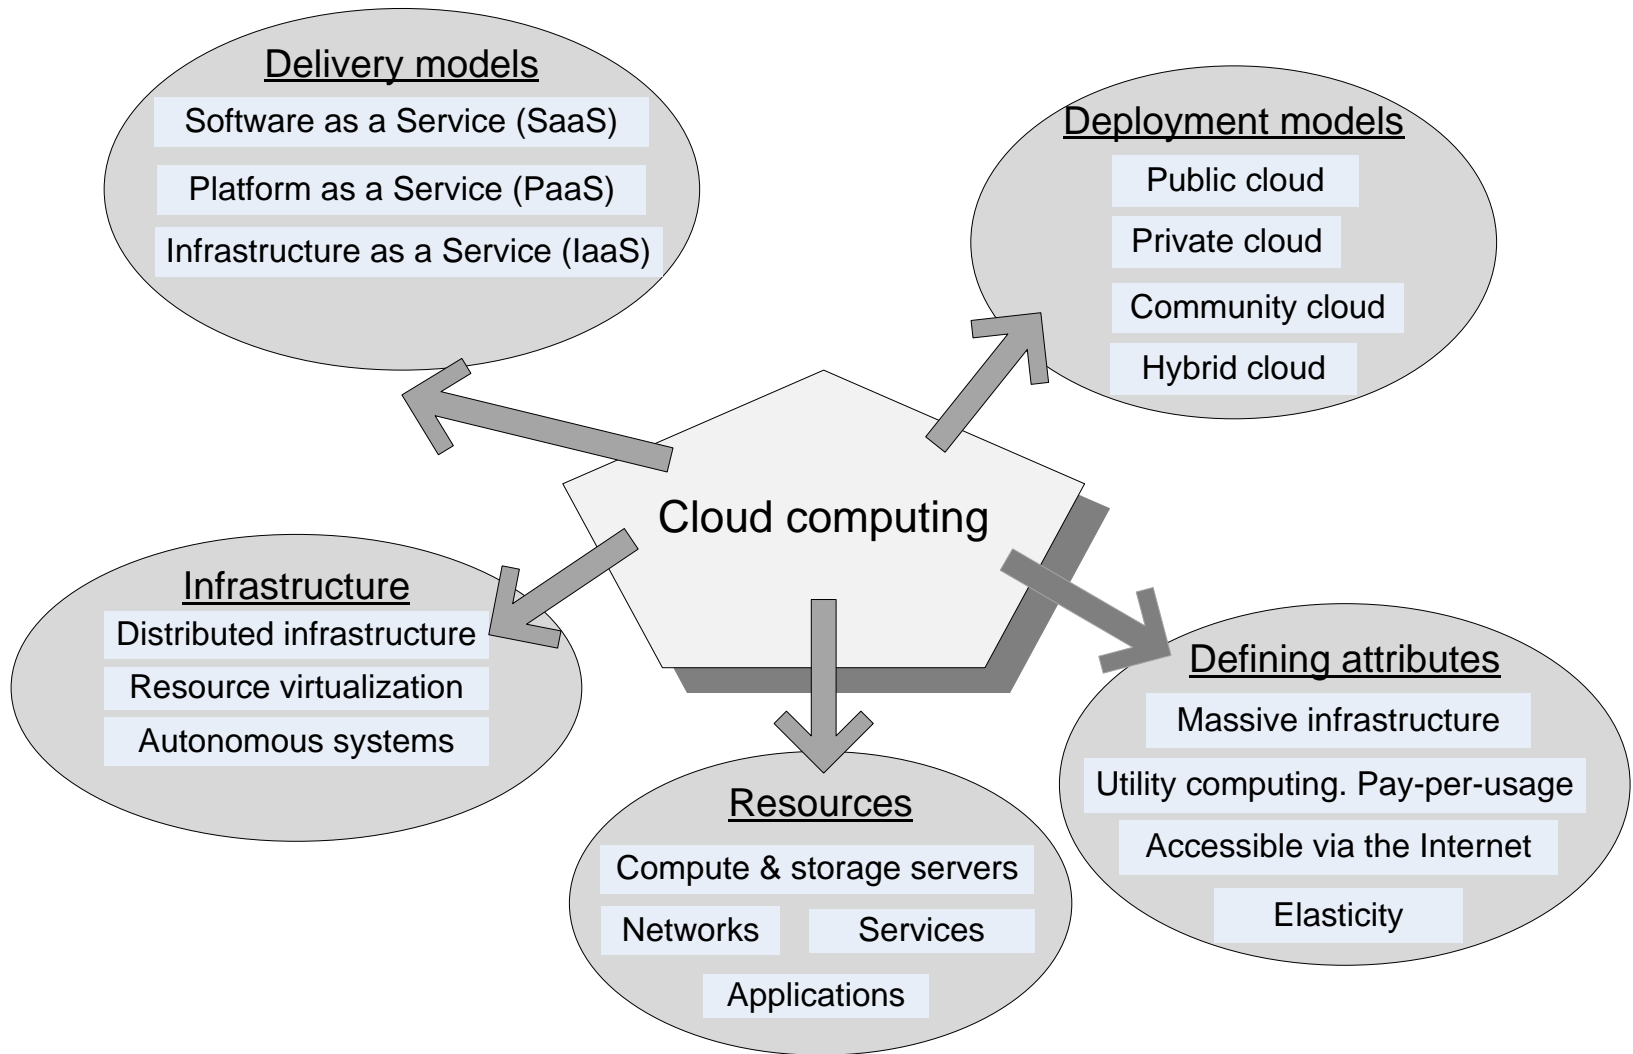 Delivery models
Software as a Service (SaaS)
Platform as a Service (PaaS)
Infrastructure as a Service (IaaS)
Deployment models
Public cloud
Private cloud
Community cloud
Hybrid cloud
Cloud computing
Infrastructure
Distributed infrastructure
Resource virtualization
Autonomous systems
Resources
Compute & storage servers
Networks
Services
Applications
Defining attributes
Massive infrastructure
Utility computing. Pay-per-usage
Accessible via the Internet
Elasticity